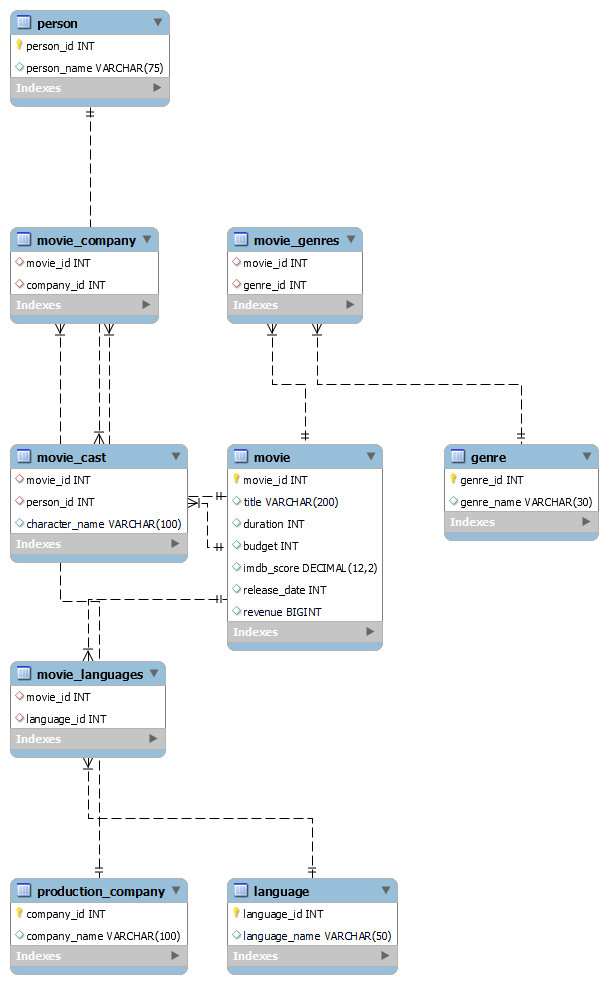 person
person_id INT
person_name VARCHAR(75)
Indexes
movie_company
movie_id INT
company_id INT
Indexes
movie_genres
movie_id INT
genre_id INT
Indexes
movie_cast
movie_id INT
person_id INT
character_name VARCHAR(100)
Indexes
movie
movie_id INT
title VARCHAR(200)
duration INT
budget INT
imdb_score DECIMAL(12,2)
release_date INT
revenue BIGINT
Indexes
genre
genre_id INT
genre_name VARCHAR(30)
Indexes
movie_languages
movie_id INT
language_id INT
Indexes
production_company
company_id INT
company_name VARCHAR(100)
Indexes
language
language_id INT
language_name VARCHAR(50)
Indexes